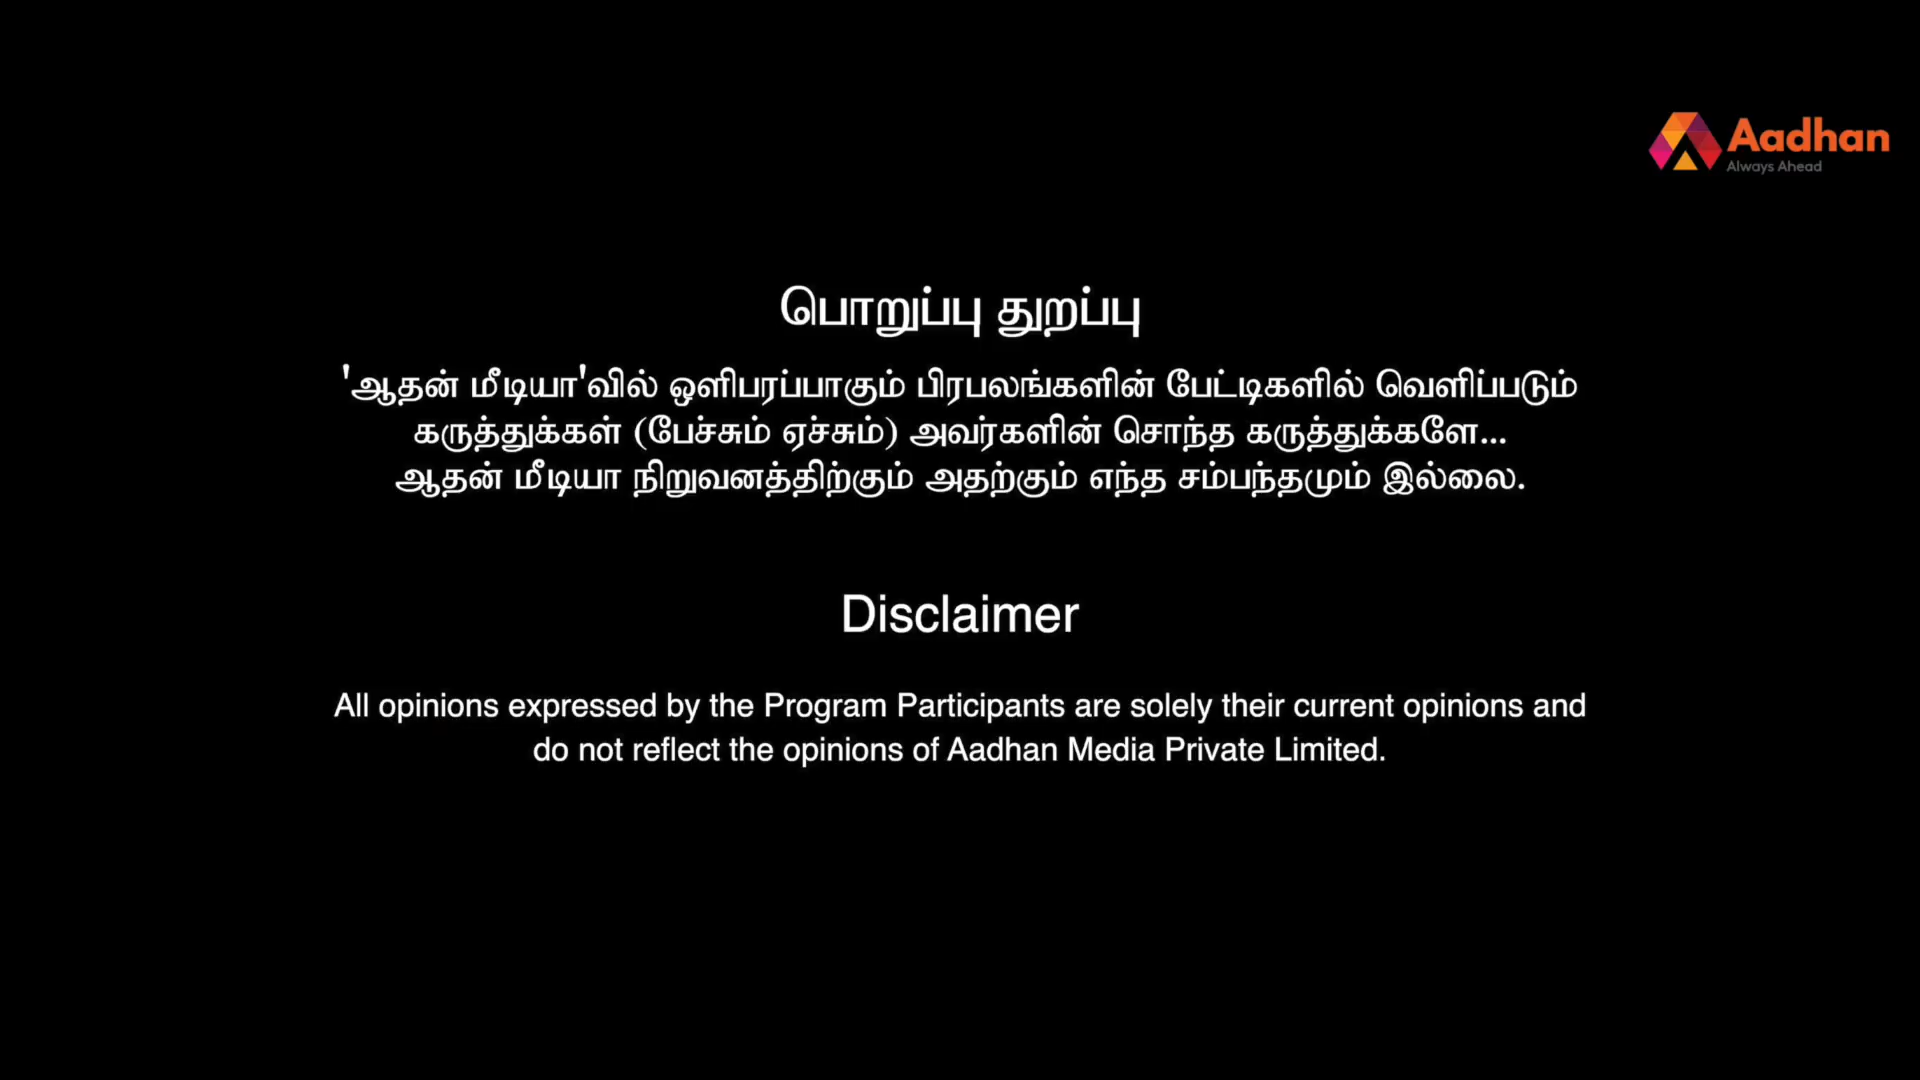 Aadhan
Always Ahead
பொறுப்பு துறப்பு
'ஆதன் மீடியா'வில் ஒளிபரப்பாகும் பிரபலங்களின் பேட்டிகளில் வெளிப்படும்
கருத்துக்கள் (பேச்சும் ஏச்சும்) அவர்களின் சொந்த கருத்துக்களே...
ஆதன் மீடியா நிறுவனத்திற்கும் அதற்கும் எந்த சம்பந்தமும் இல்லை.
Disclaimer
All opinions expressed by the Program Participants are solely their current opinions and
do not reflect the opinions of Aadhan Media Private Limited.